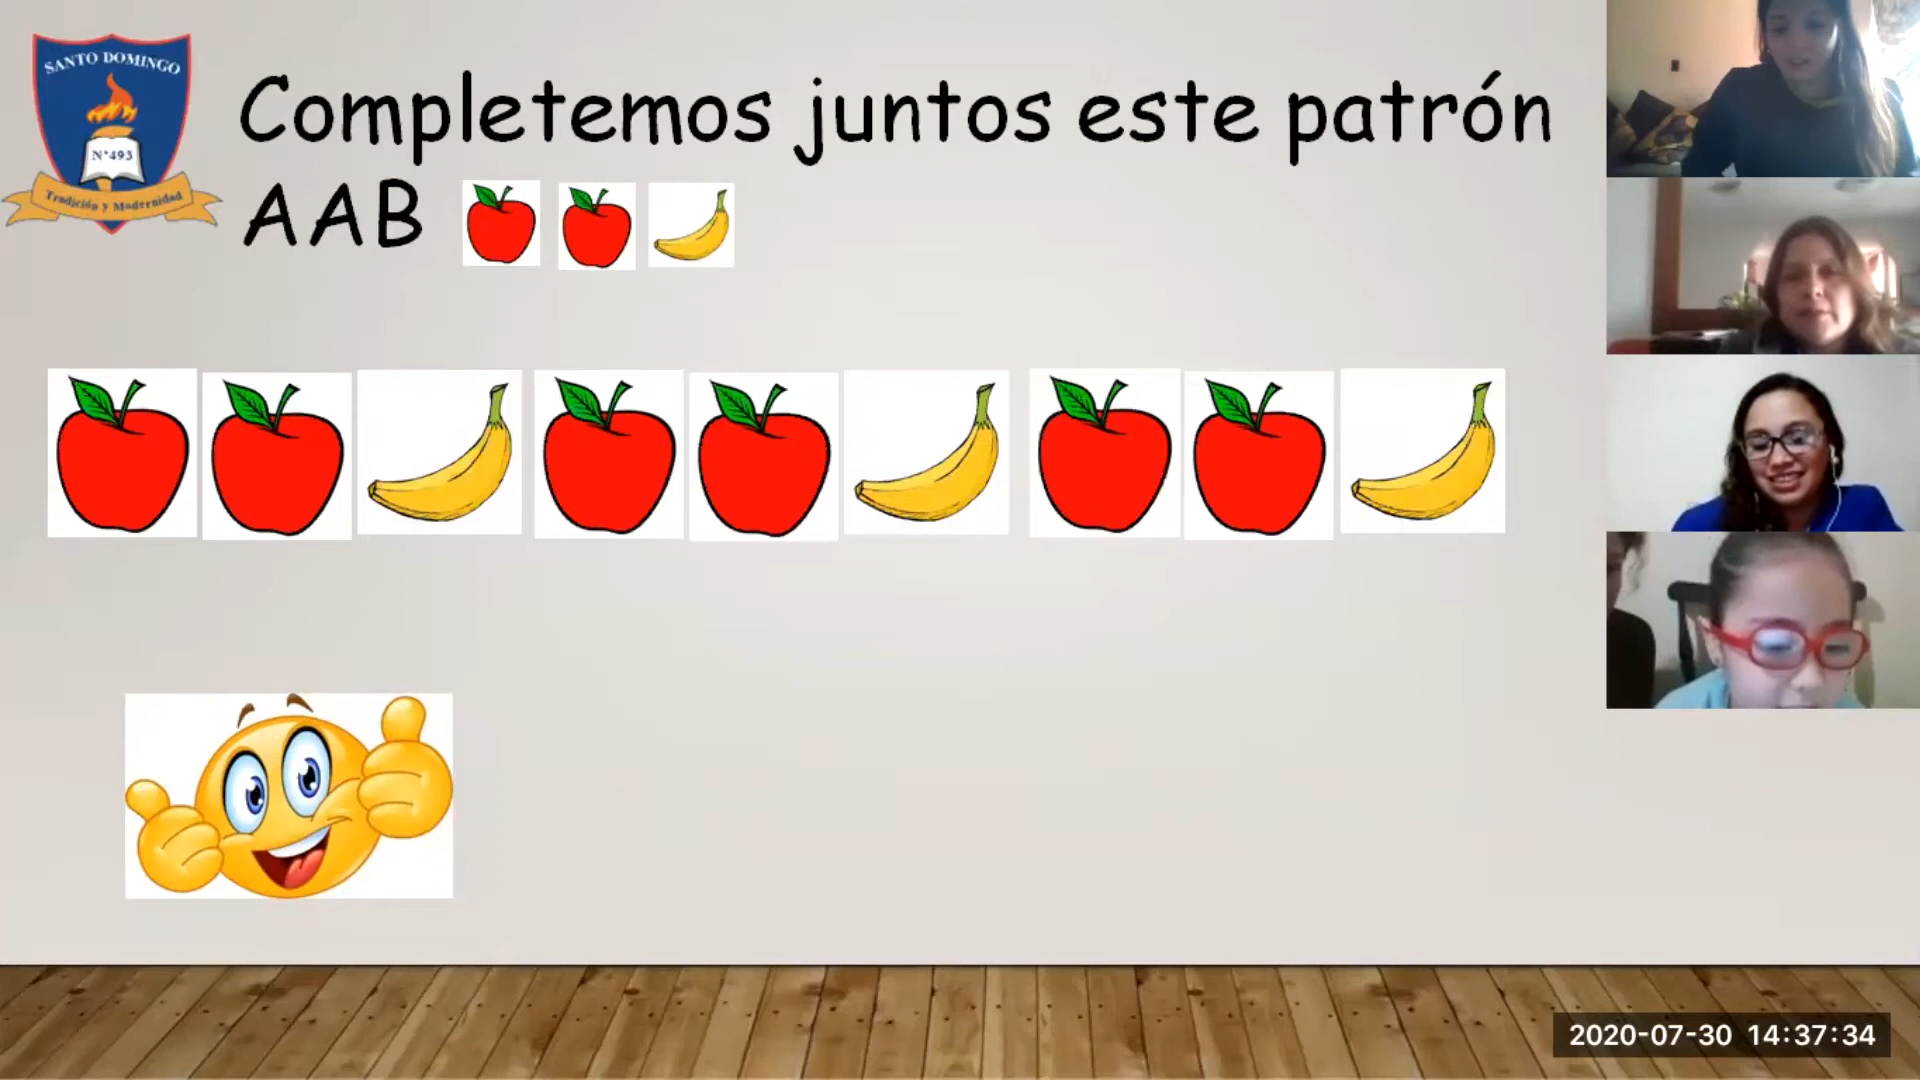 SANTO DOMINGO
N°493
Tradición y Modernidad
Completemos juntos este patrón
AAB
2020-07-30 14:37:34